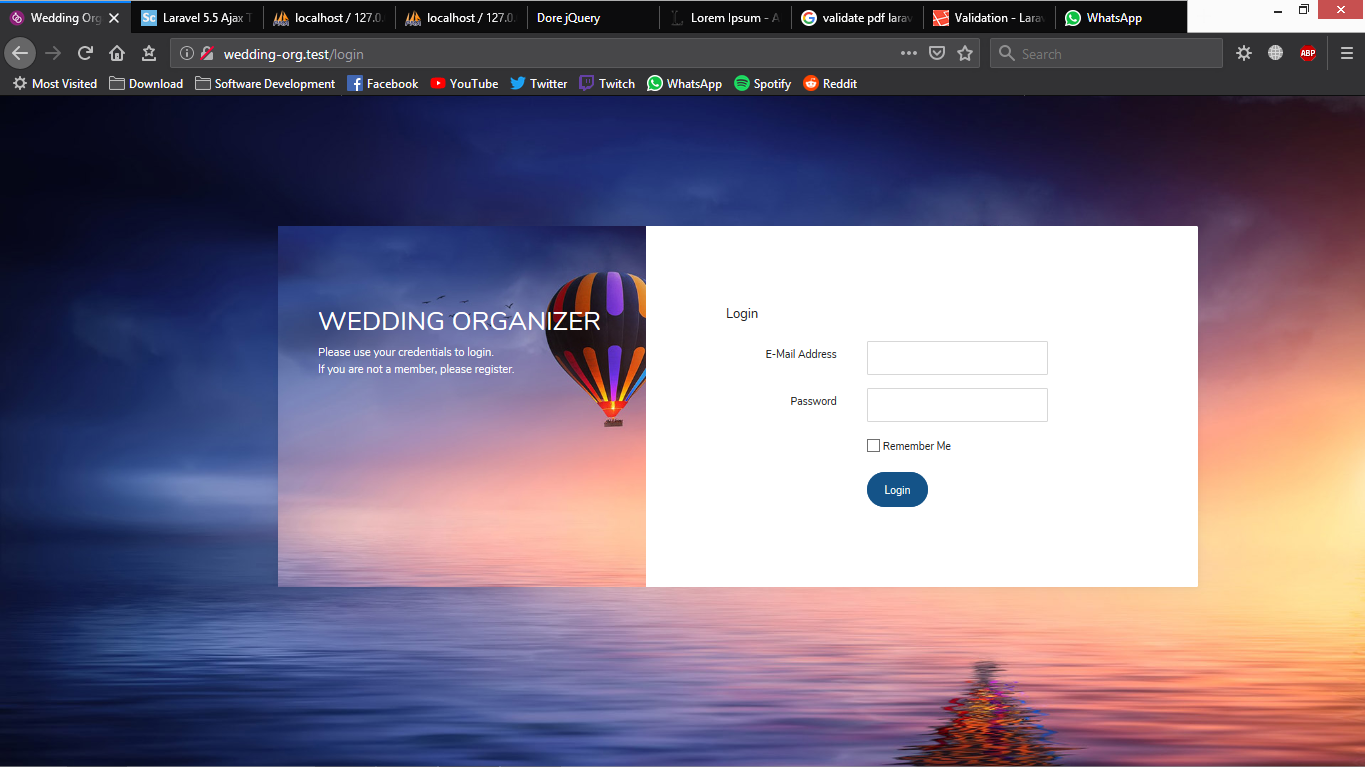 Wedding Org
Laravel 5.5 Ajax T
localhost / 127.0.
localhost / 127.0.
Dore jQuery
Lorem Ipsum - A
validate pdf larav
Validation - Larav
WhatsApp
wedding-org.test/login
Search
ABP
Most Visited
Download
Software Development
Facebook
YouTube
Twitter
Twitch
WhatsApp
Spotify
Reddit
WEDDING ORGANIZER
Please use your credentials to login.
If you are not a member, please register.
Login
E-Mail Address
Password
Remember Me
Login